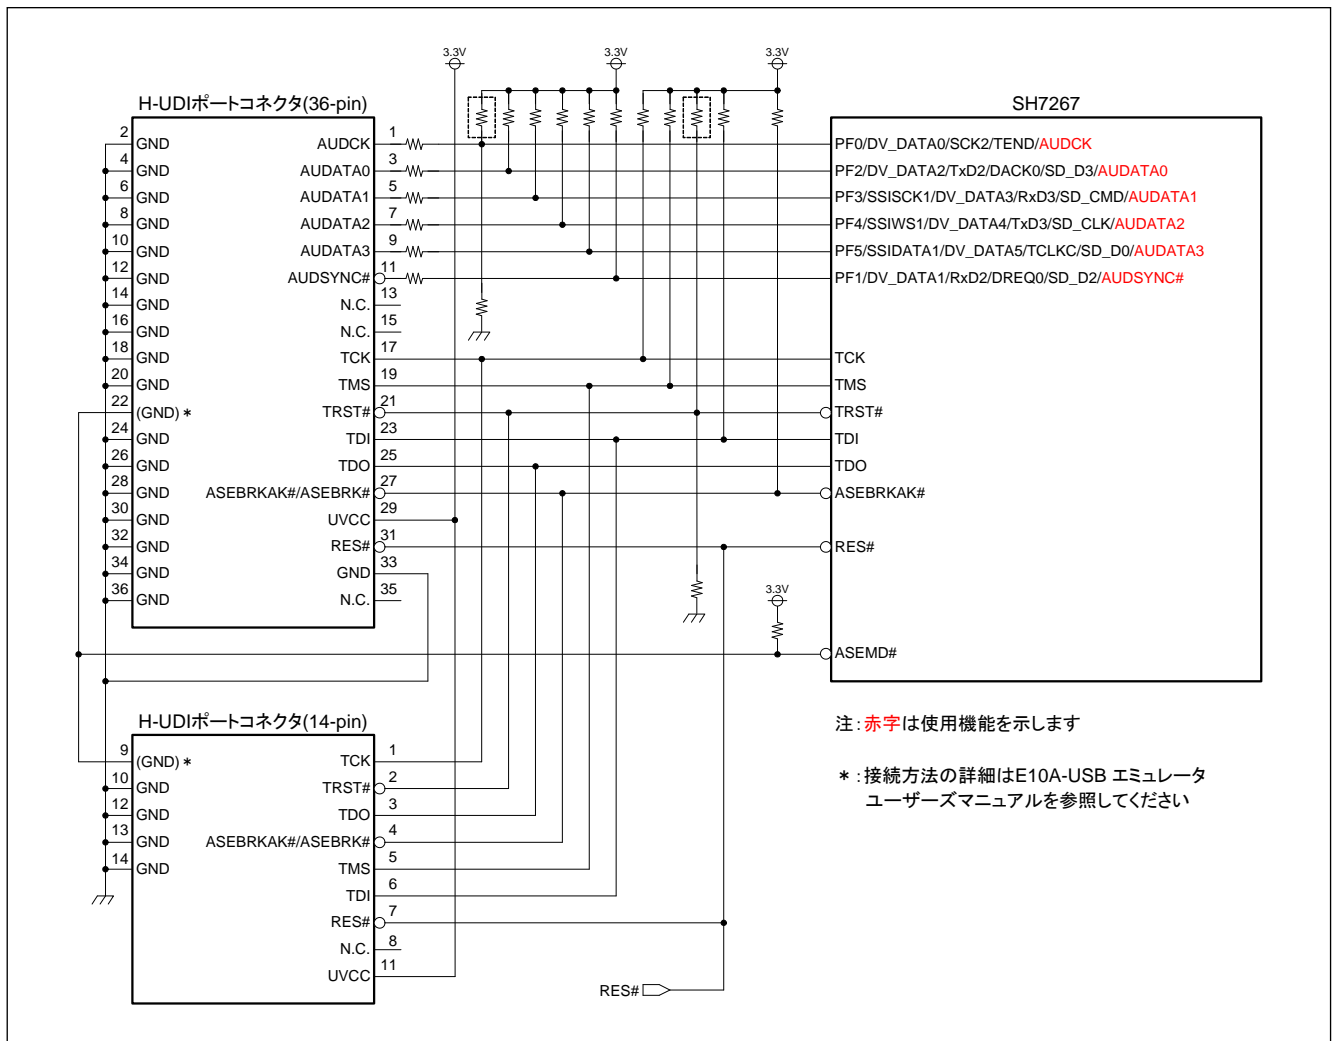 3.3V
3.3V
3.3V
H-UDIポートコネクタ(36-pin)
SH7267
2 GND AUDCK 1 PF0/DV_DATA0/SCK2/TEND/AUDCK
4 GND AUDATA0 3 PF2/DV_DATA2/TxD2/DACK0/SD_D3/AUDATA0
6 GND AUDATA1 5 PF3/SSISCK1/DV_DATA3/RxD3/SD_CMD/AUDATA1
8 GND AUDATA2 7 PF4/SSIWS1/DV_DATA4/TxD3/SD_CLK/AUDATA2
10 GND AUDATA3 9 PF5/SSIDATA1/DV_DATA5/TCLKC/SD_D0/AUDATA3
12 GND AUDSYNC# 11 PF1/DV_DATA1/RxD2/DREQ0/SD_D2/AUDSYNC#
14 GND N.C. 13
16 GND N.C. 15
18 GND TCK 17 TCK
20 GND TMS 19 TMS
22 (GND)* TRST# 21 TRST#
24 GND TDI 23 TDI
26 GND TDO 25 TDO
28 GND ASEBRKAK#/ASEBRK# 27 ASEBRKAK#
30 GND UVCC 29
32 GND RES# 31 RES#
34 GND GND 33
36 GND N.C. 35
3.3V
ASEMD#
H-UDIポートコネクタ(14-pin)
9 (GND)* TCK 1
10 GND TRST# 2
12 GND TDO 3
13 GND ASEBRKAK#/ASEBRK# 4
14 GND TMS 5
TDI 6
RES# 7
N.C. 8
UVCC 11
RES#
注:赤字は使用機能を示します
*:接続方法の詳細はE10A-USB エミュレータ
ユーザーズマニュアルを参照してください